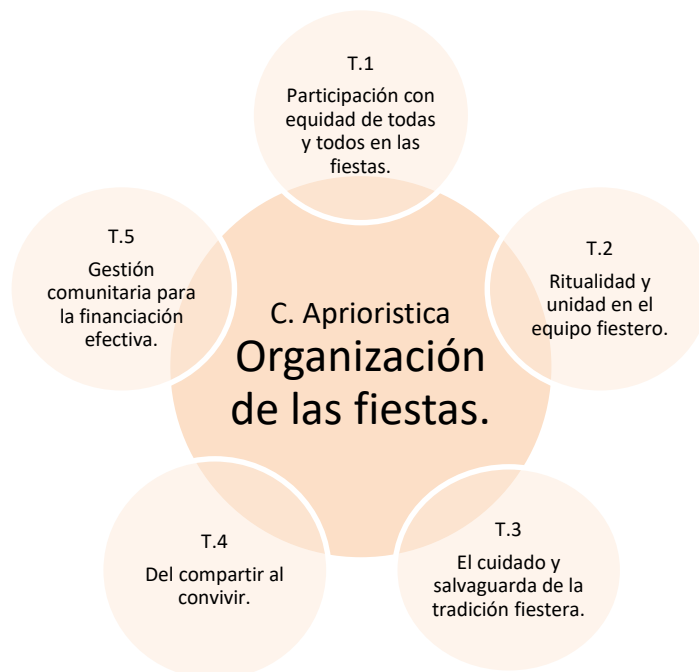 T.1
Participación con
equidad de todas
y todos en las
fiestas.
T.2
Ritualidad y
unidad en el
equipo fiestero.
T.3
El cuidado y
salvaguarda de la
tradición fiestera.
T.4
Del compartir al
convivir.
T.5
Gestión
comunitaria para
la financiación
efectiva.
C. Aprioristica
Organización
de las fiestas.